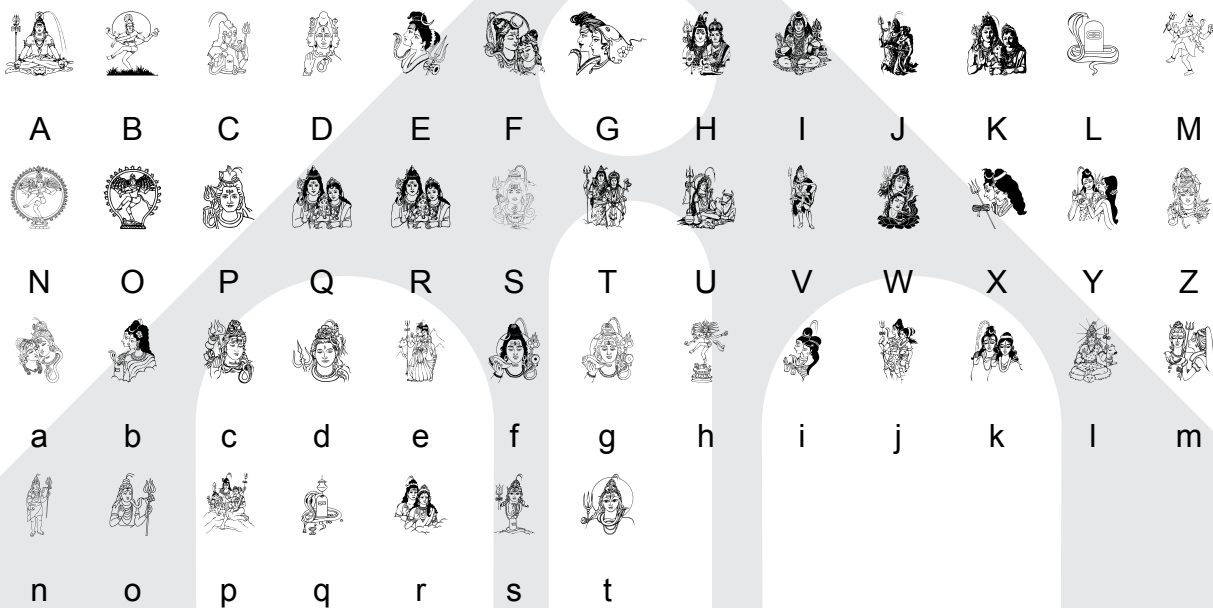 A B C D E F G H I J K L M
N O P Q R S T U V W X Y Z
a b c d e f g h i j k l m
n o p q r s t